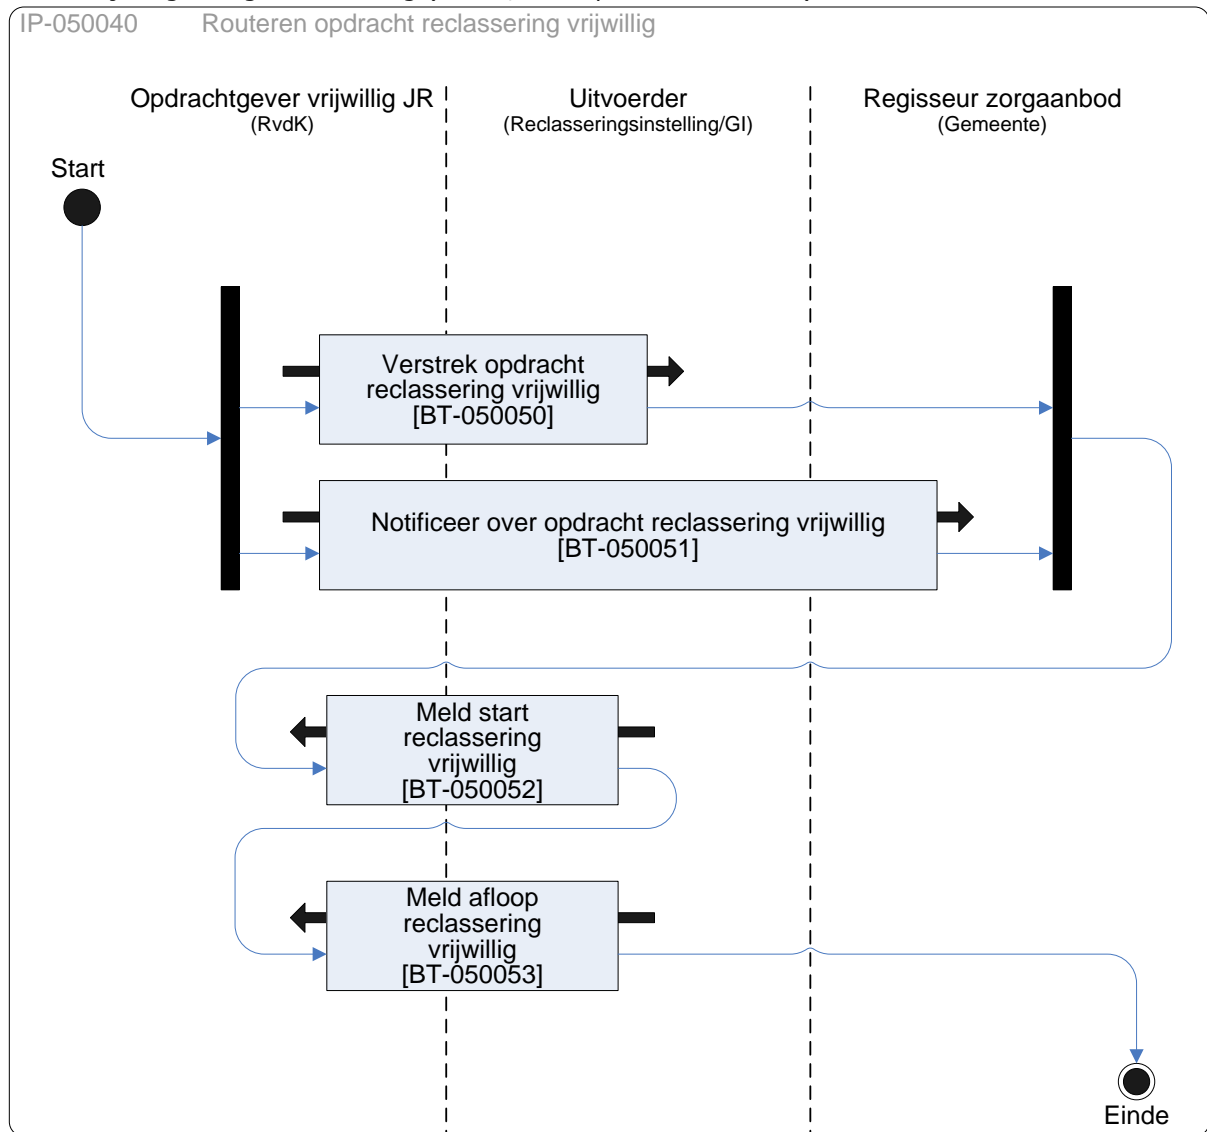 IP-050040 Routeren opdracht reclassering vrijwillig
Opdrachtgever vrijwillig JR
(RvdK)
Uitvoerder
(Reclasseringsinstelling/GI)
Regisseur zorgaanbod
(Gemeente)
Start
Verstrek opdracht
reclassering vrijwillig
[BT-050050]
Notificeer over opdracht reclassering vrijwillig
[BT-050051]
Meld start
reclassering
vrijwillig
[BT-050052]
Meld afloop
reclassering
vrijwillig
[BT-050053]
Einde